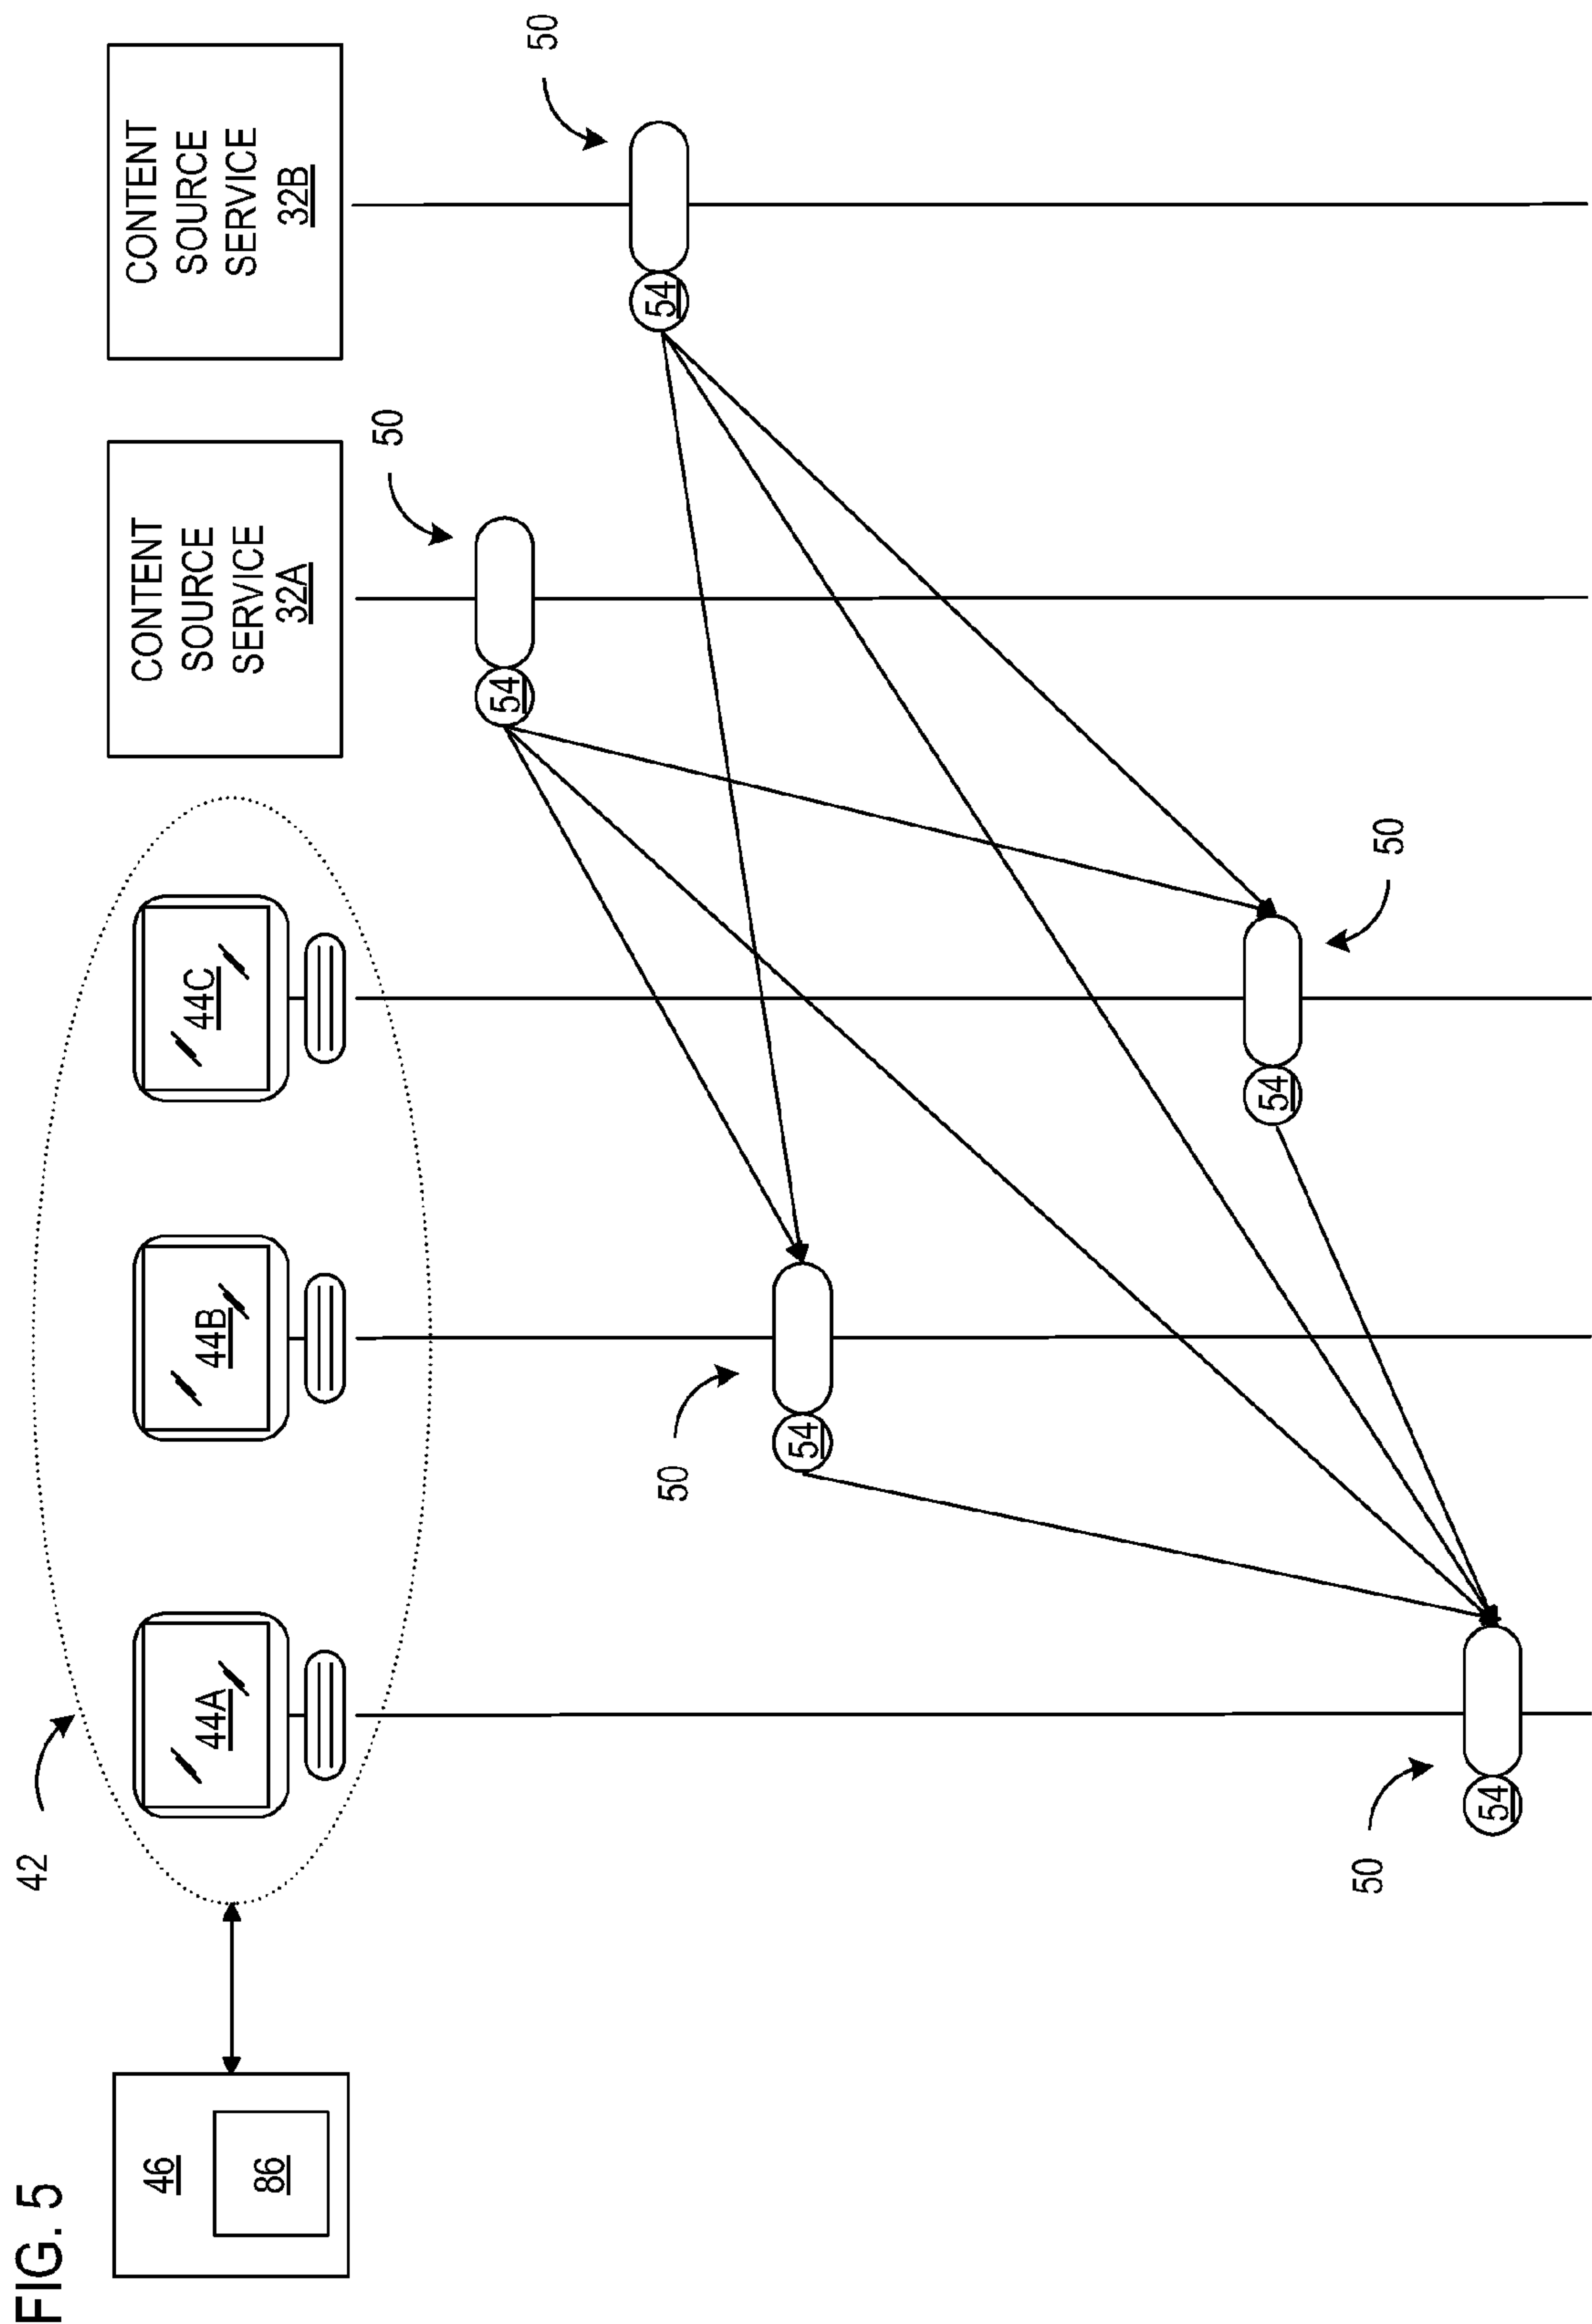 FIG. 5
42
46
86
44A
44B
44C
CONTENT
SOURCE
SERVICE
32A
CONTENT
SOURCE
SERVICE
32B
50
54
50
54
50
54
50
54
50
54